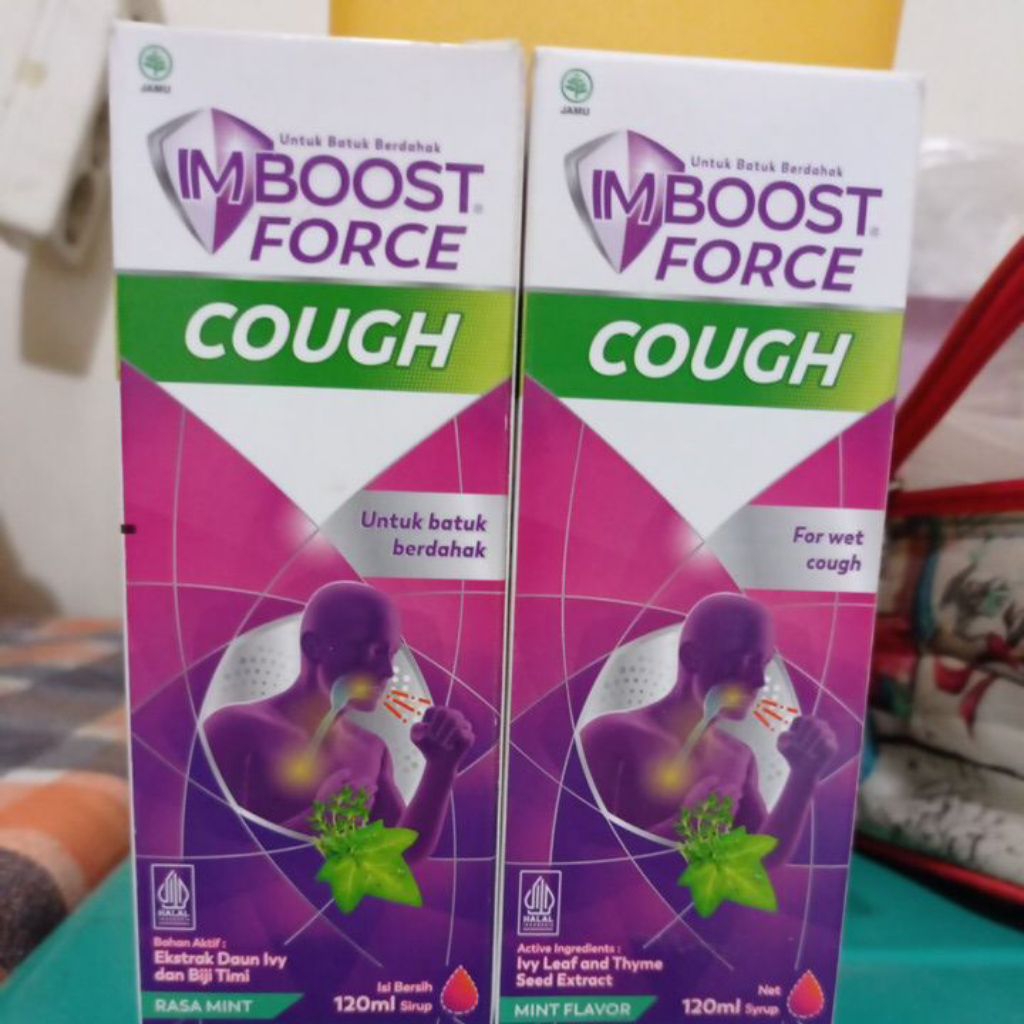 JAMU
Untuk Batuk Berdahak
IMBOOST®
FORCE
COUGH
Untuk batuk
berdahak
HALAL
INDONESIA
Bahan Aktif :
Ekstrak Daun Ivy
dan Biji Timi
RASA MINT
Isi Bersih
120ml Sirup
JAMU
Untuk Batuk Berdahak
IMBOOST®
FORCE
COUGH
For wet
cough
HALAL
INDONESIA
Active Ingredients :
Ivy Leaf and Thyme
Seed Extract
MINT FLAVOR
Net
120ml Syrup